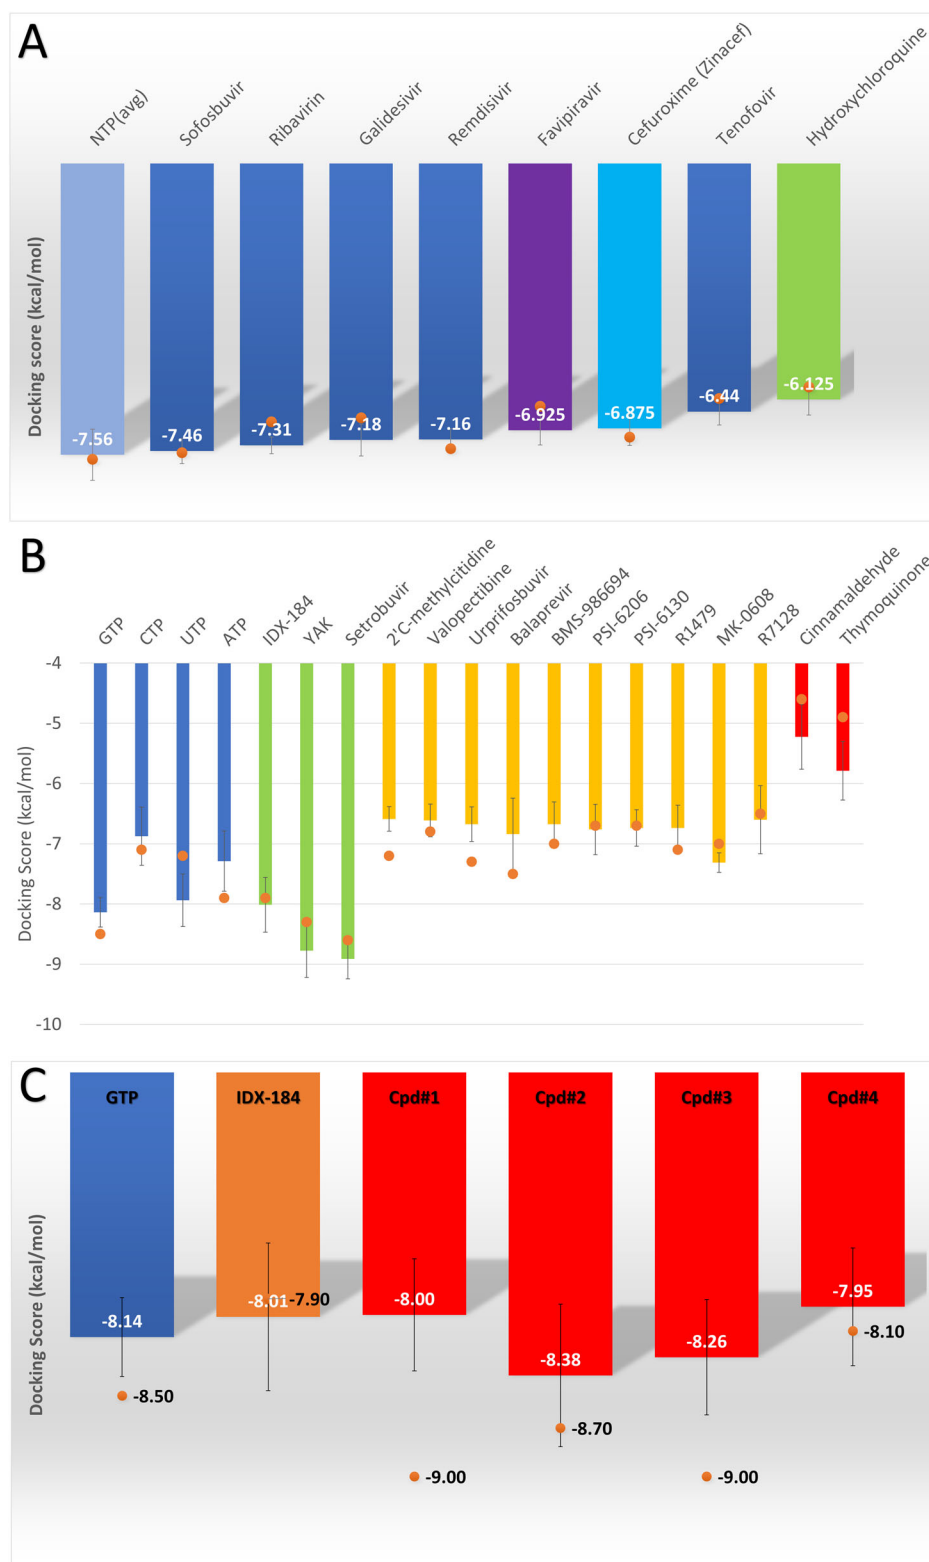 A
NTP(avg)
Sofosbuvir
Ribavirin
Galidesivir
Remdisivir
Favipiravir
Cefuroxime (Zinacef)
Tenofovir
Hydroxychloroquine
Docking score (kcal/mol)
-7.56
-7.46
-7.31
-7.18
-7.16
-6.925
-6.875
-6.44
-6.125
B
GTP
CTP
UTP
ATP
IDX-184
YAK
Setrobuvir
2'C-methylcitidine
Valopectibine
Urprifosbuvir
Balaprevir
BMS-986694
PSI-6206
PSI-6130
R1479
MK-0608
R7128
Cinnamaldehyde
Thymoquinone
Docking Score (kcal/mol)
-4
-5
-6
-7
-8
-9
-10
C
GTP
IDX-184
Cpd#1
Cpd#2
Cpd#3
Cpd#4
Docking Score (kcal/mol)
-8.14
-8.01
-7.90
-8.00
-8.38
-8.26
-7.95
-8.50
-9.00
-8.70
-9.00
-8.10